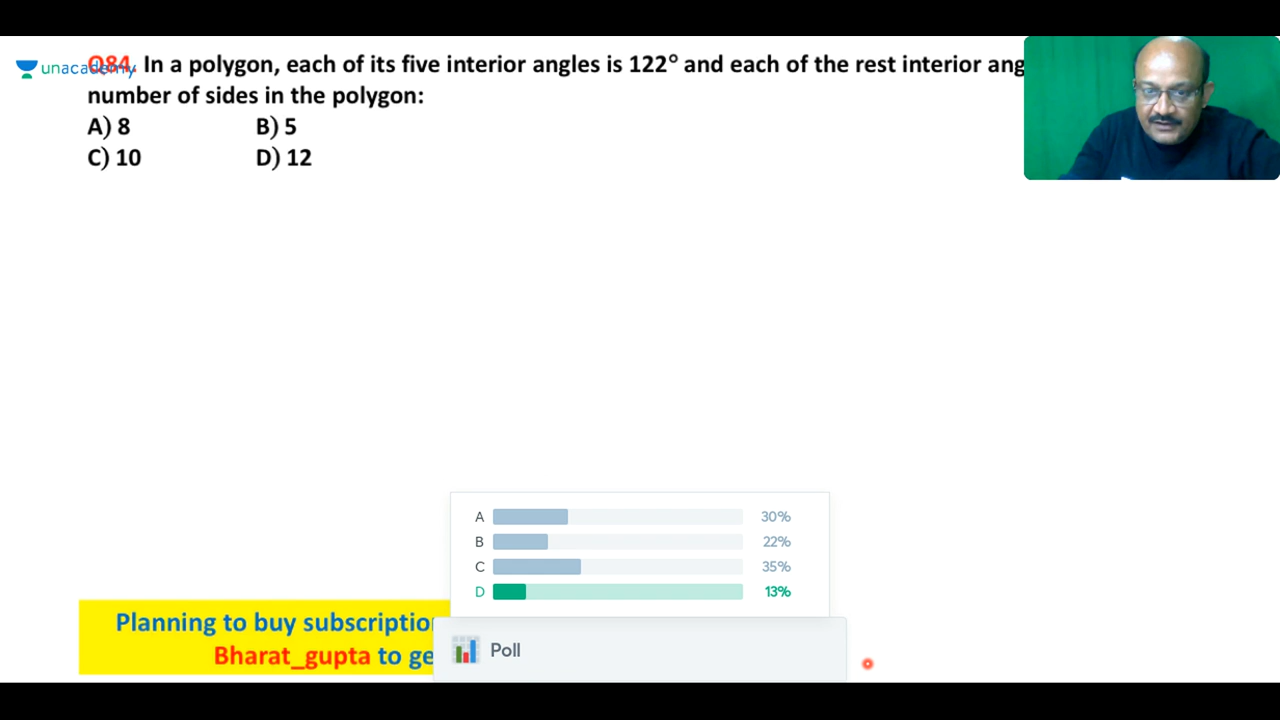 unacademy
Q84. In a polygon, each of its five interior angles is 122° and each of the rest interior ang
number of sides in the polygon:
A) 8 B) 5
C) 10 D) 12
A 30%
B 22%
C 35%
D 13%
Planning to buy subscription
Bharat_gupta to ge
Poll